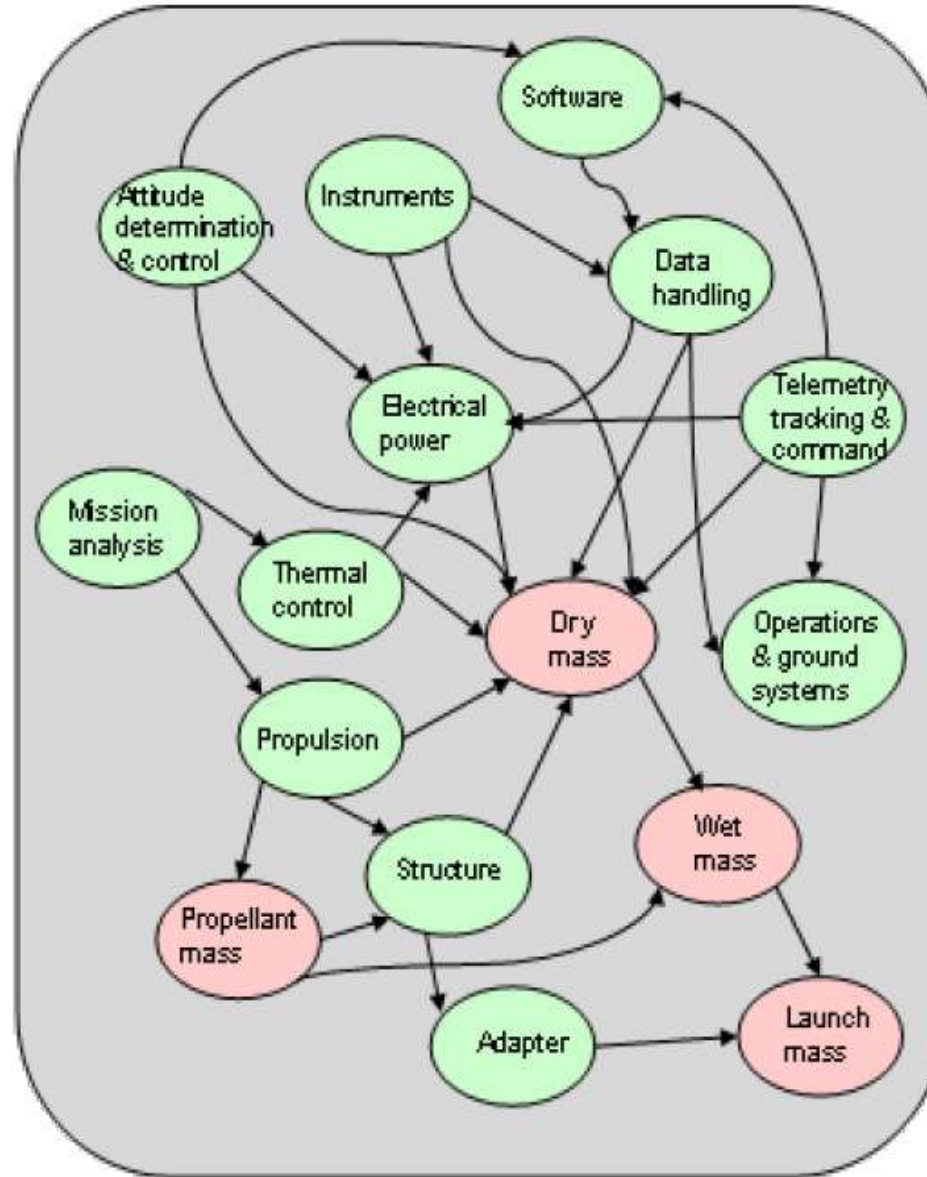 Software
Attitude
determination
& control
Instruments
Data
handling
Electrical
power
Telemetry
tracking &
command
Mission
analysis
Thermal
control
Dry
mass
Operations
& ground
systems
Propulsion
Wet
mass
Structure
Propellant
mass
Adapter
Launch
mass